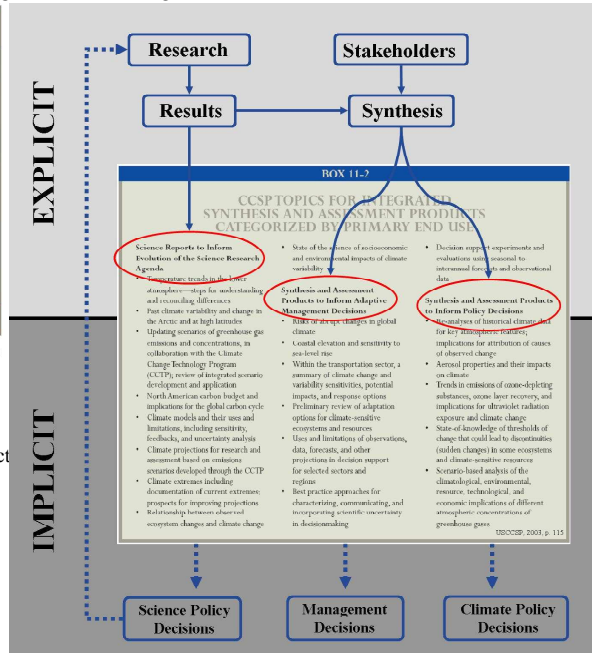 Research
Stakeholders
Results
Synthesis
EXPLICIT
IMPLICIT
ct
BOX 11-2
CCSP TOPICS FOR INTEGRATED
SYNTHESIS AND ASSESSMENT PRODUCTS
CATEGORIZED BY PRIMARY END USE
Science Reports to Inform
Evolution of the Science Research
Agenda
• Temperature trends in the lower
atmosphere—steps for understanding
and reconciling differences
• Past climate variability and change in
the Arctic and at high latitudes
• Updating scenarios of greenhouse gas
emissions and concentrations, in
collaboration with the Climate
Change Technology Program
(CCTP); review of integrated scenario
development and application
• North American carbon budget and
implications for the global carbon cycle
• Climate models and their uses and
limitations, including sensitivity,
feedbacks, and uncertainty analysis
• Climate projections for research and
assessment based on emissions
scenarios developed through the CCTP
• Climate extremes including
documentation of current extremes;
prospects for improving projections
• Relationship between observed
ecosystem changes and climate change
• State of the science of socioeconomic
and environmental impacts of climate
variability
Synthesis and Assessment
Products to Inform Adaptive
Management Decisions
• Risks of abrupt changes in global
climate
• Coastal elevation and sensitivity to
sea-level rise
• Within the transportation sector, a
summary of climate change and
variability sensitivities, potential
impacts, and response options
• Preliminary review of adaptation
options for climate-sensitive
ecosystems and resources
• Uses and limitations of observations,
data, forecasts, and other
projections in decision support
for selected sectors and
regions
• Best practice approaches for
characterizing, communicating, and
incorporating scientific uncertainty
in decisionmaking
• Decision support experiments and
evaluations using seasonal to
interannual forecasts and observational
data
Synthesis and Assessment Products
to Inform Policy Decisions
• Re-analyses of historical climate data
for key atmospheric features;
implications for attribution of causes
of observed change
• Aerosol properties and their impacts
on climate
• Trends in emissions of ozone-depleting
substances, ozone layer recovery, and
implications for ultraviolet radiation
exposure and climate change
• State-of-knowledge of thresholds of
change that could lead to discontinuities
(sudden changes) in some ecosystems
and climate-sensitive resources
• Scenario-based analysis of the
climatological, environmental,
resource, technological, and
economic implications of different
atmospheric concentrations of
greenhouse gases
USCCSP, 2003, p. 115
Science Policy
Decisions
Management
Decisions
Climate Policy
Decisions